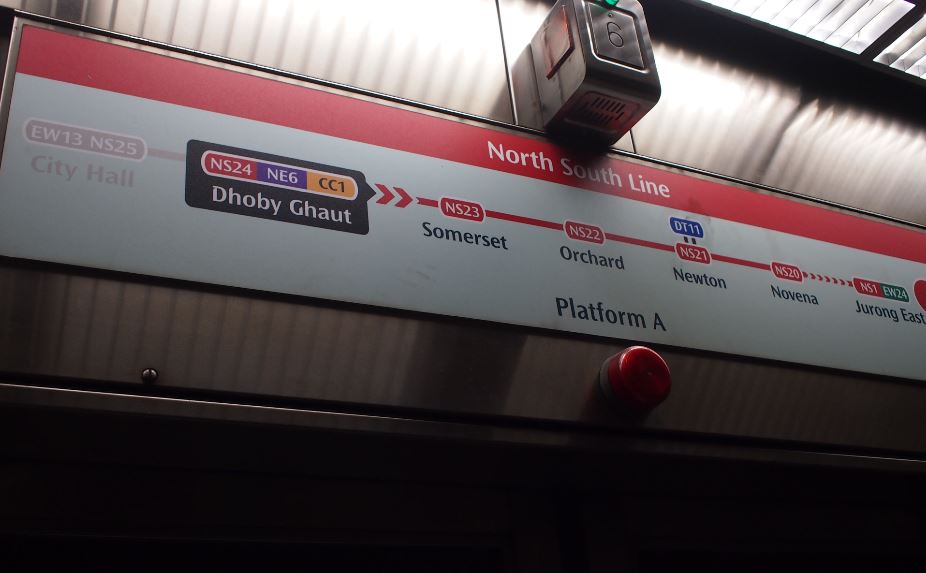 6
North South Line
EW13 NS25
City Hall
NS24 NE6 CC1
Dhoby Ghaut
NS23
Somerset
NS22
Orchard
DT11
NS21
Newton
NS20
Novena
NS1 EW24
Jurong East
Platform A